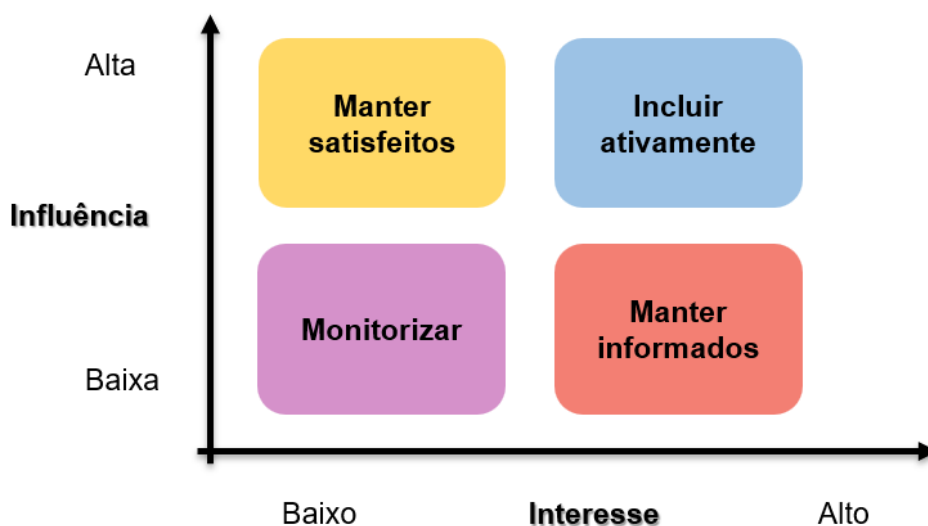 Alta
Manter
satisfeitos
Incluir
ativamente
Influência
Monitorizar
Manter
informados
Baixa
Baixo
Interesse
Alto